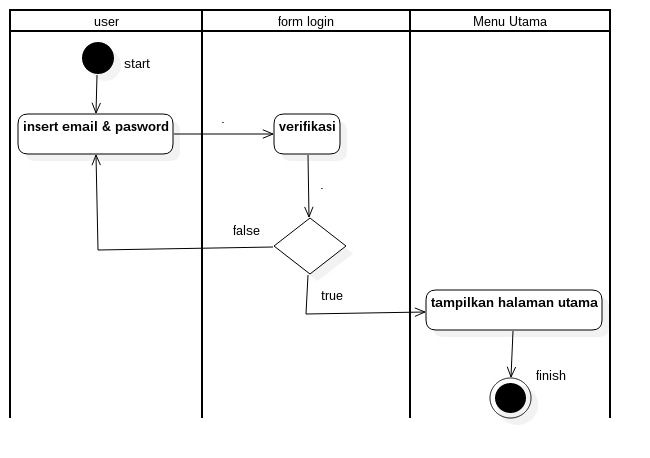 user
form login
Menu Utama
start
insert email & pasword
.
verifikasi
.
false
true
tampilkan halaman utama
finish